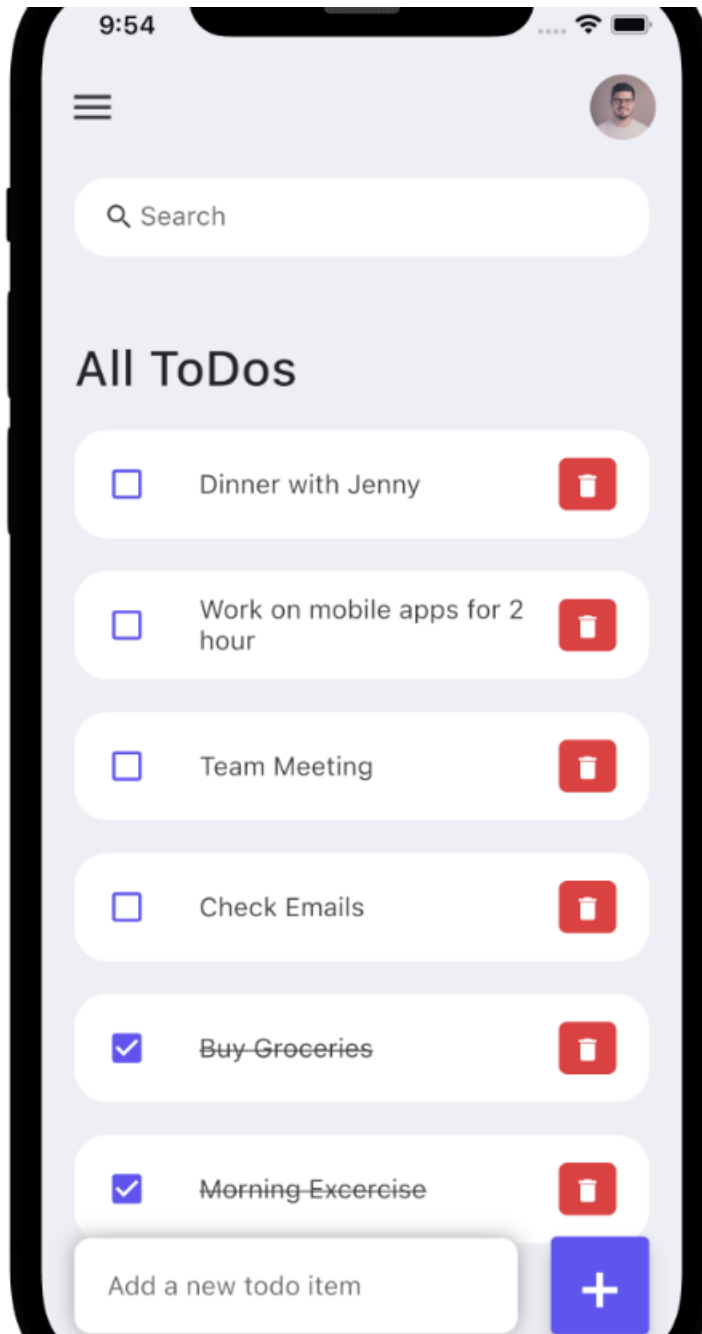 9:54
Search
All ToDos
Dinner with Jenny
Work on mobile apps for 2
hour
Team Meeting
Check Emails
Buy Groceries
Morning Excercise
Add a new todo item
+